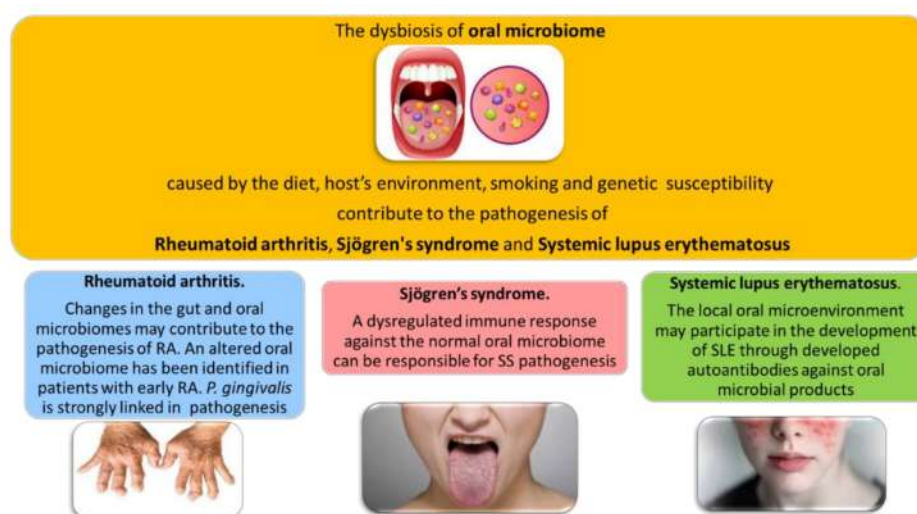 The dysbiosis of oral microbiome
caused by the diet, host's environment, smoking and genetic susceptibility
contribute to the pathogenesis of
Rheumatoid arthritis, Sjögren's syndrome and Systemic lupus erythematosus
Rheumatoid arthritis.
Changes in the gut and oral
microbiomes may contribute to the
pathogenesis of RA. An altered oral
microbiome has been identified in
patients with early RA. P. gingivalis
is strongly linked in pathogenesis
Sjögren's syndrome.
A dysregulated immune response
against the normal oral microbiome
can be responsible for SS pathogenesis
Systemic lupus erythematosus.
The local oral microenvironment
may participate in the development
of SLE through developed
autoantibodies against oral
microbial products